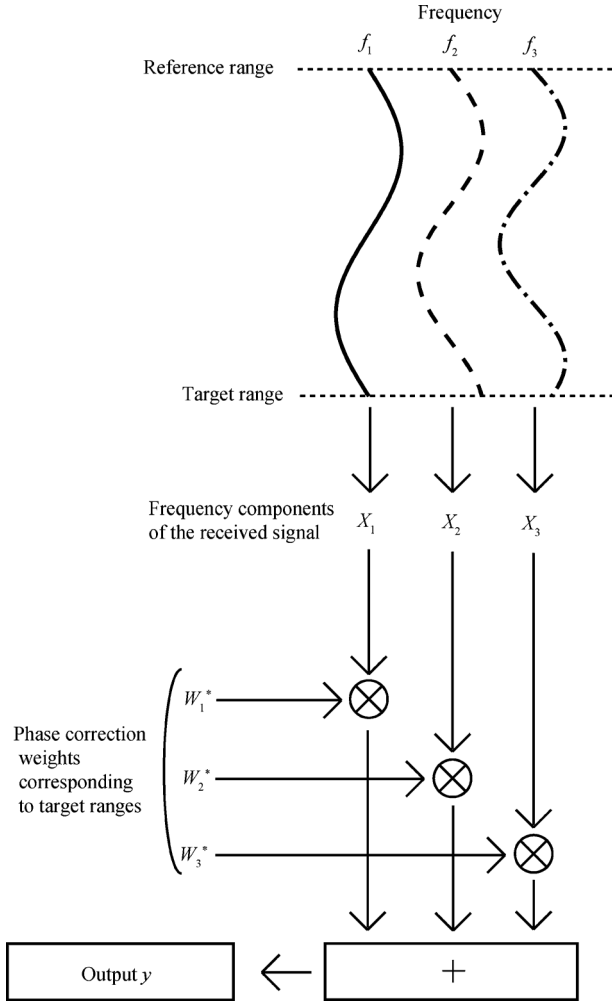 Frequency
f₁ f₂ f₃
Reference range
Target range
Frequency components
of the received signal
X₁ X₂ X₃
W₁*
Phase correction
weights
corresponding
to target ranges
W₂*
W₃*
Output y
+